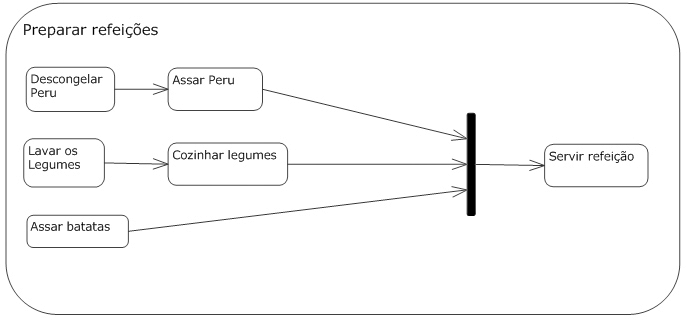 Preparar refeições
Descongelar
Peru
Assar Peru
Lavar os
Legumes
Cozinhar legumes
Servir refeição
Assar batatas